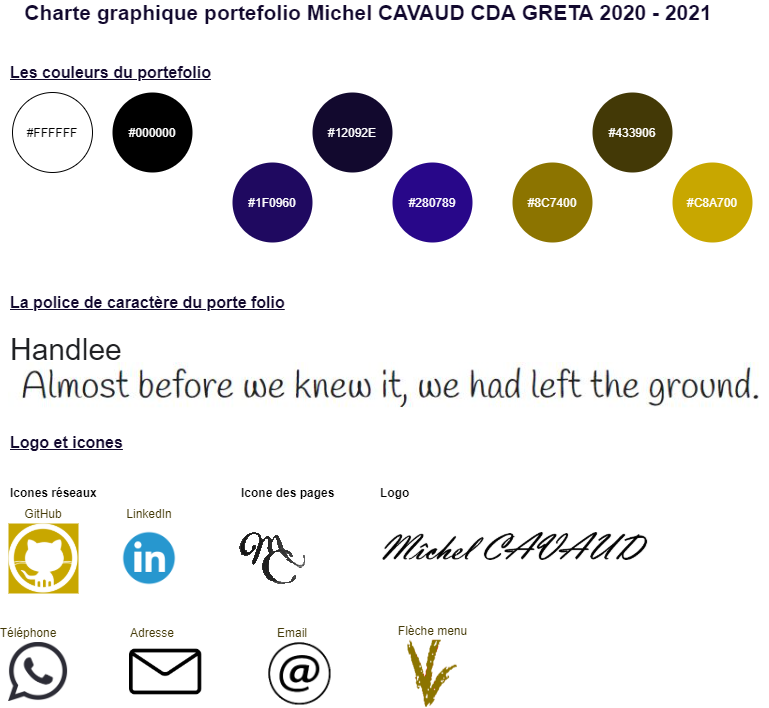 Charte graphique portefolio Michel CAVAUD CDA GRETA 2020 - 2021
Les couleurs du portefolio
#FFFFFF
#000000
#12092E
#433906
#1F0960
#280789
#8C7400
#C8A700
La police de caractère du porte folio
Handlee
Almost before we knew it, we had left the ground.
Logo et icones
Icones réseaux
Icone des pages
Logo
GitHub
LinkedIn
in
MC
Mîchel CAVAUD
Téléphone
Adresse
Email
Flèche menu
@